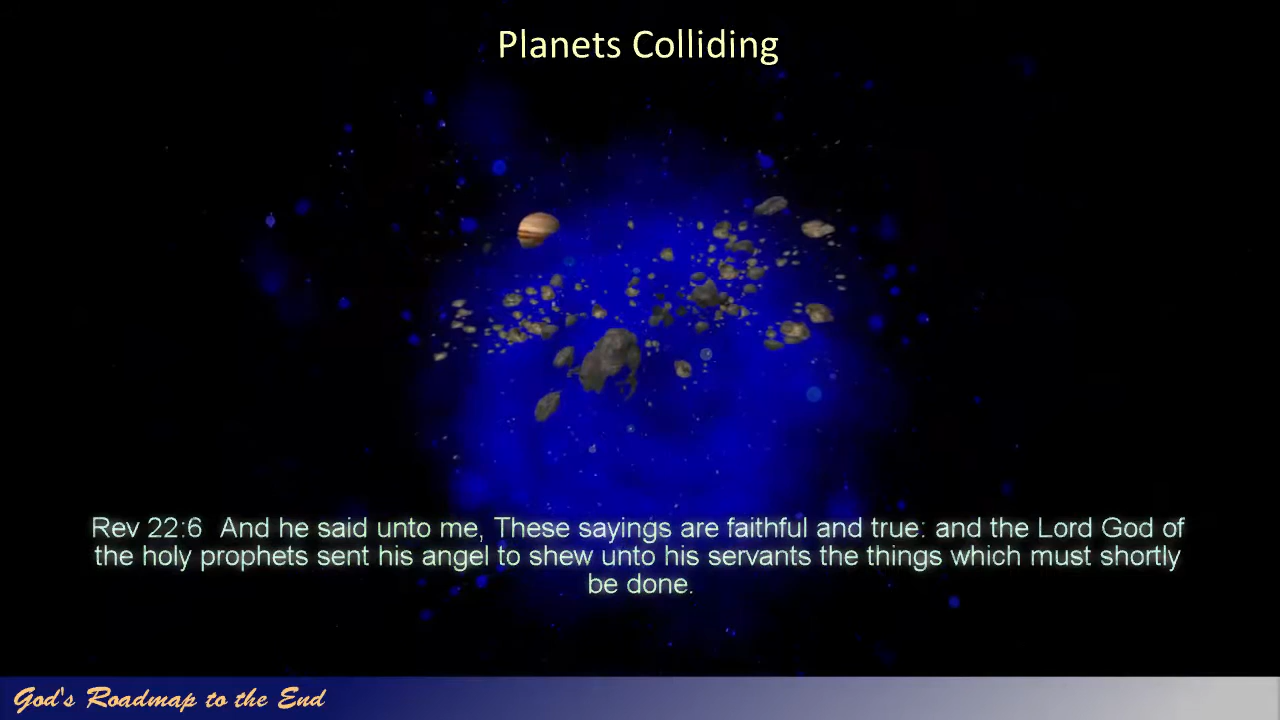 Planets Colliding
Rev 22:6  And he said unto me, These sayings are faithful and true: and the Lord God of
the holy prophets sent his angel to shew unto his servants the things which must shortly
be done.
God's Roadmap to the End